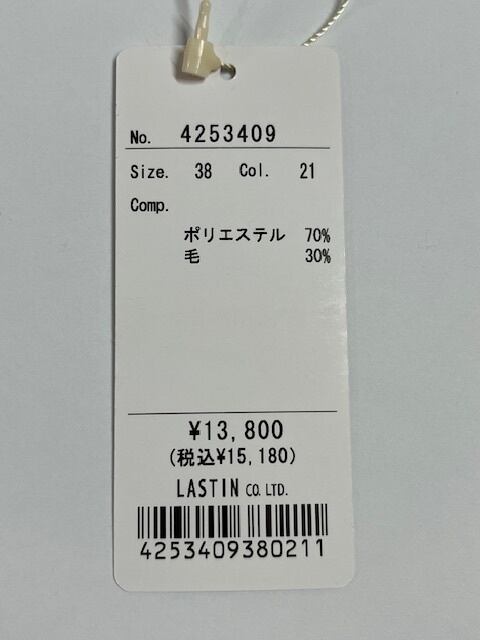 No. 4253409
Size. 38 Col. 21
Comp.
ポリエステル 70%
毛 30%
¥13,800
(税込¥15,180)
LASTIN CO. LTD.
4253409380211